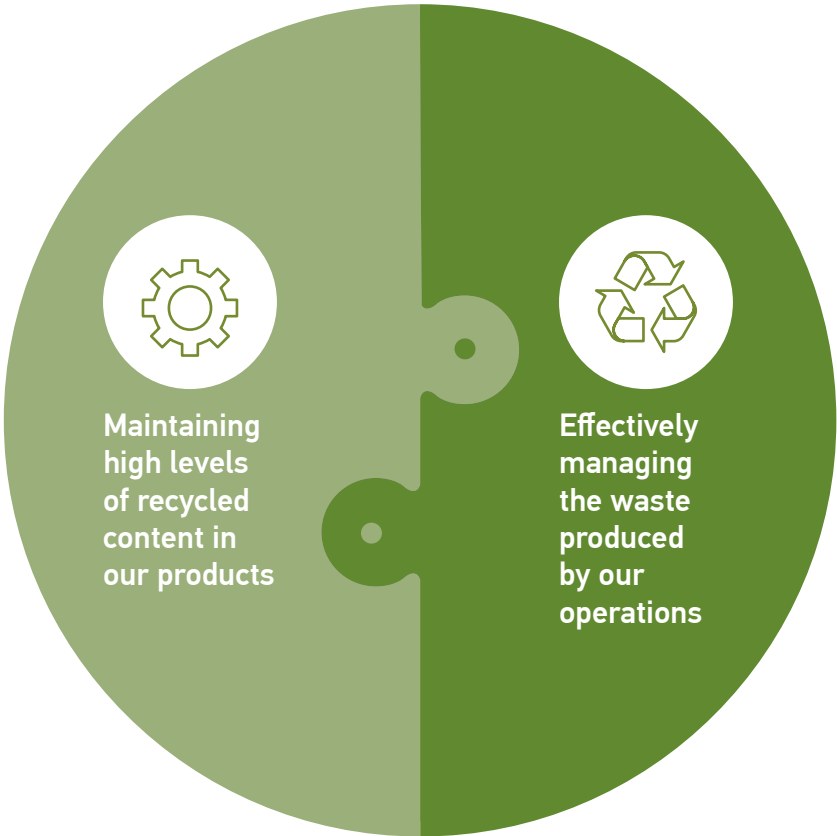 Maintaining
high levels
of recycled
content in
our products
Effectively
managing
the waste
produced
by our
operations